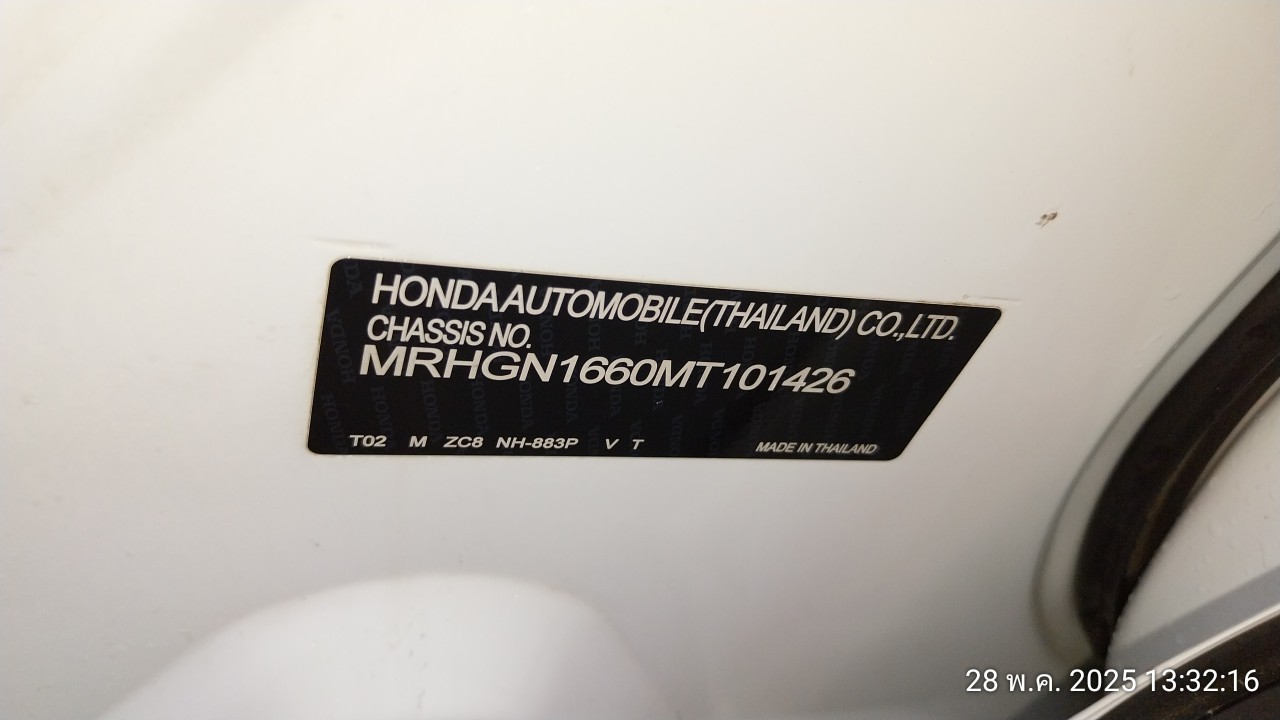 HONDA AUTOMOBILE(THAILAND) CO.,LTD.
CHASSIS NO.
MRHGN1660MT101426
T02 M ZC8 NH-883P V T MADE IN THAILAND
28 พ.ค. 2025 13:32:16